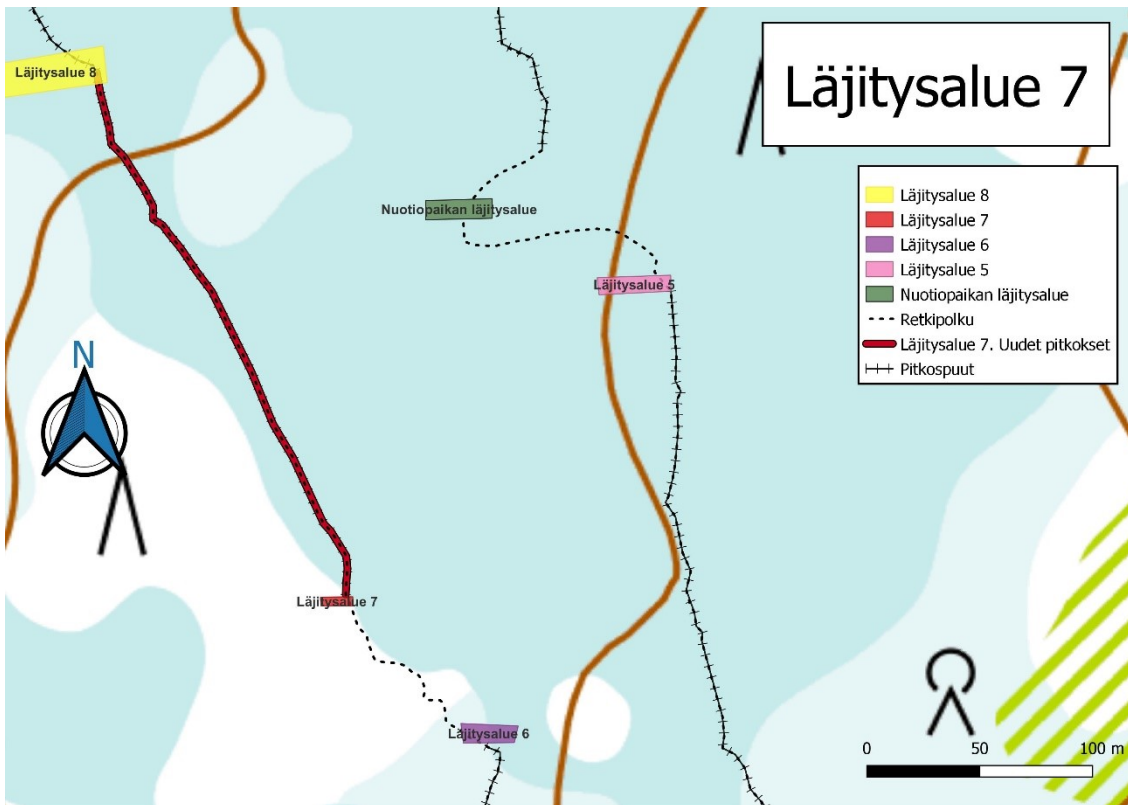 Läjitysalue 7
Läjitysalue 8
Nuotiopaikan läjitysalue
Läjitysalue 5
N
Läjitysalue 7
Läjitysalue 6
Läjitysalue 8
Läjitysalue 7
Läjitysalue 6
Läjitysalue 5
Nuotiopaikan läjitysalue
Retkipolku
Läjitysalue 7. Uudet pitkokset
Pitkospuut
0 50 100 m